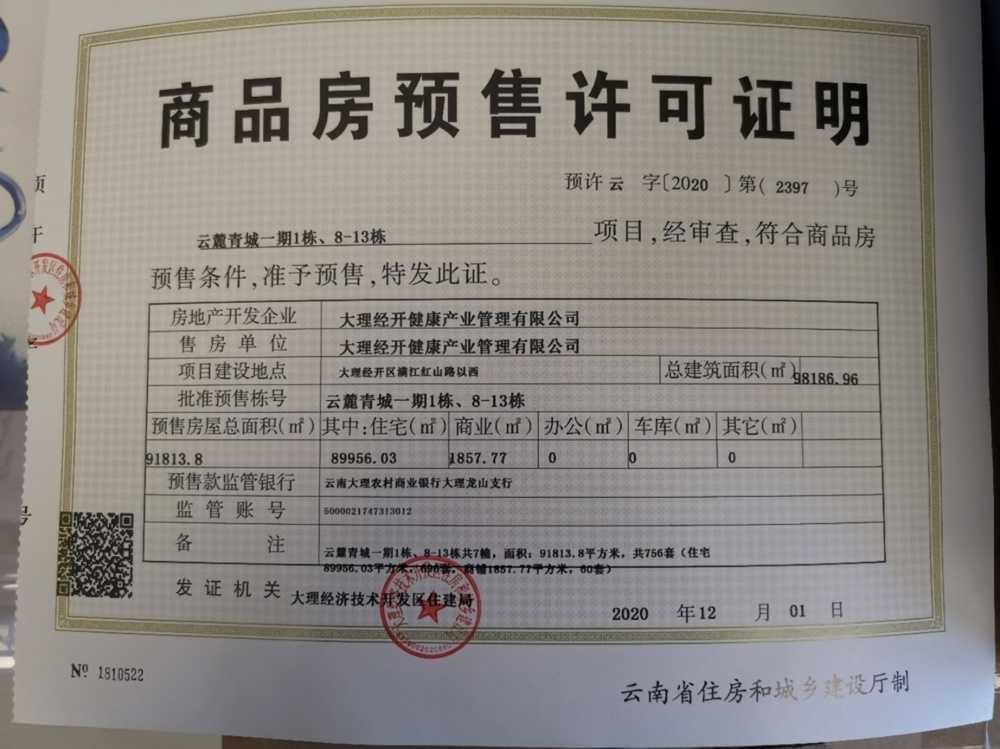 商品房预售许可证明
预许云 字〔2020 〕第( 2397 )号
云麓青城一期1栋、8-13栋 项目,经审查,符合商品房
预售条件,准予预售,特发此证。
房地产开发企业 大理经开健康产业管理有限公司
售房单位 大理经开健康产业管理有限公司
项目建设地点 大理经开区满江红山路以西 总建筑面积(㎡) 98186.96
批准预售栋号 云麓青城一期1栋、8-13栋
预售房屋总面积(㎡) 其中:住宅(㎡) 商业(㎡) 办公(㎡) 车库(㎡) 其它(㎡)
91813.8 89956.03 1857.77 0 0 0
预售款监管银行 云南大理农村商业银行大理龙山支行
监管账号 5000021747313012
备注 云麓青城一期1栋、8-13栋共7幢,面积:91813.8平方米,共756套(住宅
89956.03平方米,696套,商铺1857.77平方米,60套)
发证机关 大理经济技术开发区住建局
2020 年12 月 01 日
Nº 1810522
云南省住房和城乡建设厅制